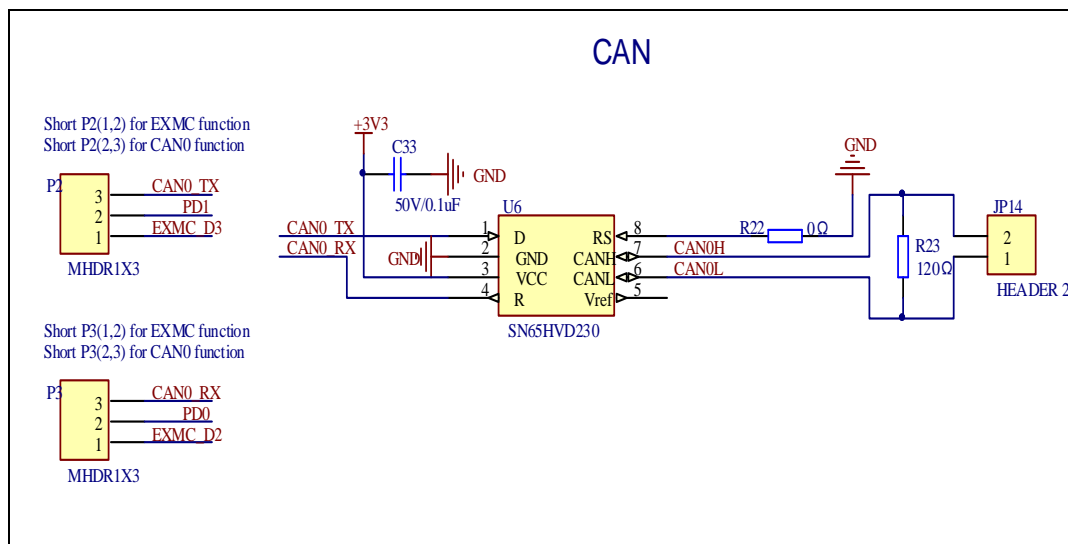 CAN
Short P2(1,2) for EXMC function
Short P2(2,3) for CAN0 function
P2
3 CAN0_TX
2 PD1
1 EXMC_D3
MHDR1X3
Short P3(1,2) for EXMC function
Short P3(2,3) for CAN0 function
P3
3 CAN0_RX
2 PD0
1 EXMC_D2
MHDR1X3
+3V3
C33
GND
50V/0.1uF
U6
CAN0_TX 1 D
CAN0_RX
GND 2 GND
3 VCC
4 R
RS 8
CANH 7 CAN0H
CANL 6 CAN0L
Vref 5
SN65HVD230
R22 0Ω
GND
R23
120Ω
JP14
2
1
HEADER 2